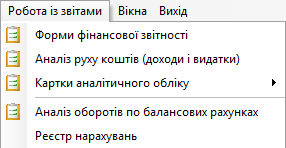 Робота із звітами Вікна Вихід
Форми фінансової звітності
Аналіз руху коштів (доходи і видатки)
Картки аналітичного обліку
Аналіз оборотів по балансових рахунках
Реєстр нарахувань